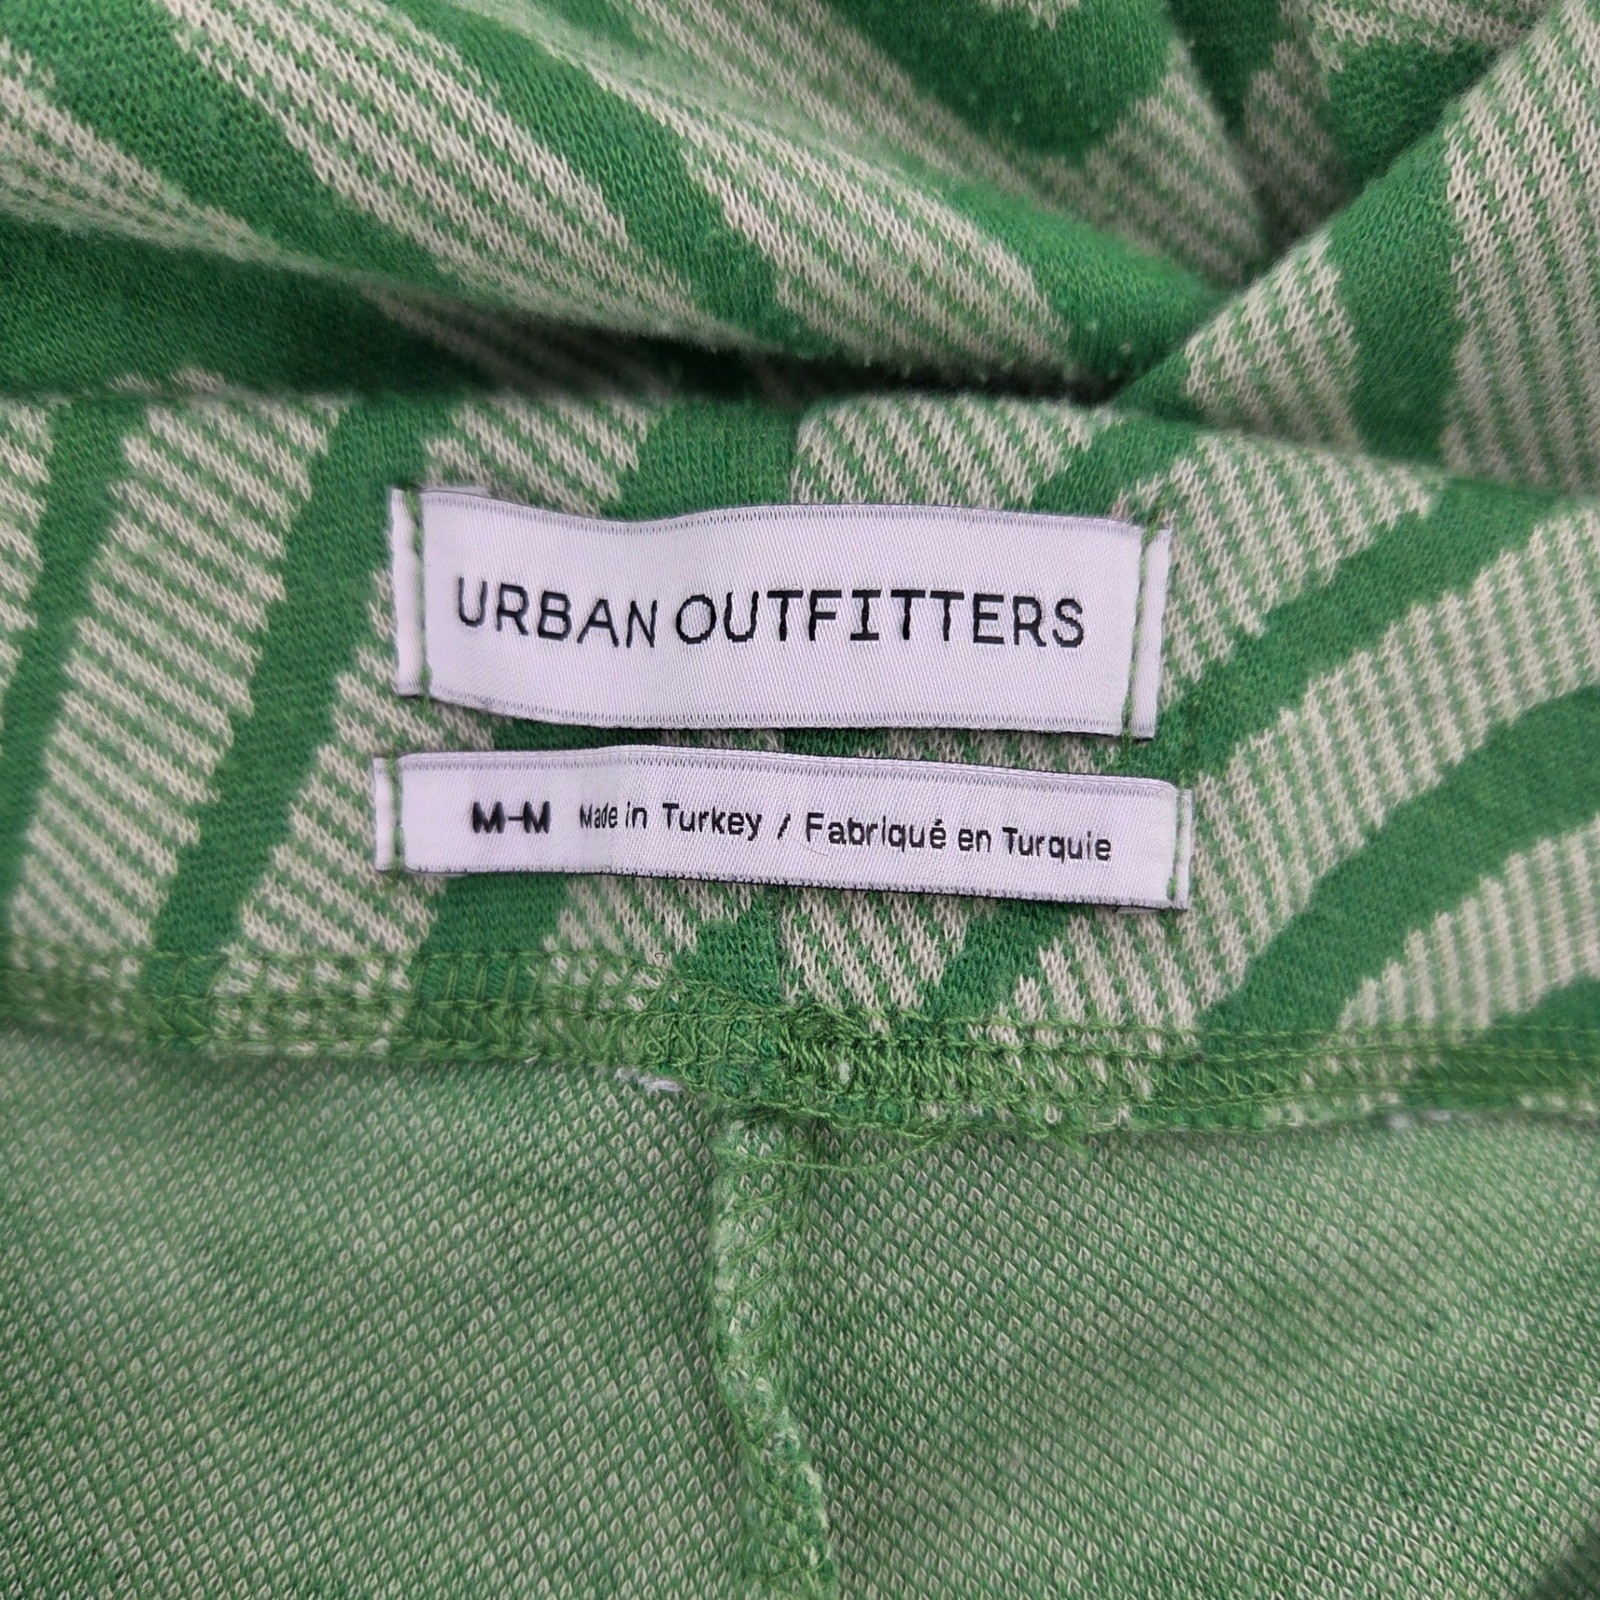 URBAN OUTFITTERS
M-M Made in Turkey / Fabriqué en Turquie